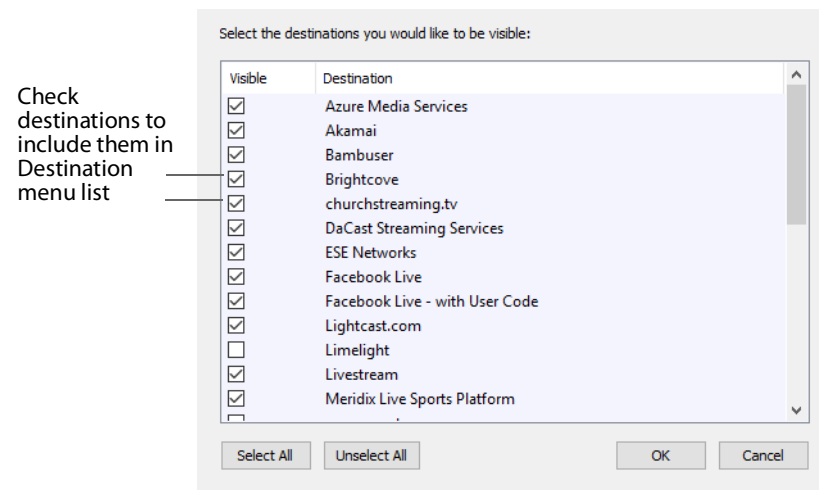 Select the destinations you would like to be visible:
Check
destinations to
include them in
Destination
menu list
Visible Destination
Azure Media Services
Akamai
Bambuser
Brightcove
churchstreaming.tv
DaCast Streaming Services
ESE Networks
Facebook Live
Facebook Live - with User Code
Lightcast.com
Limelight
Livestream
Meridix Live Sports Platform
Select All Unselect All OK Cancel